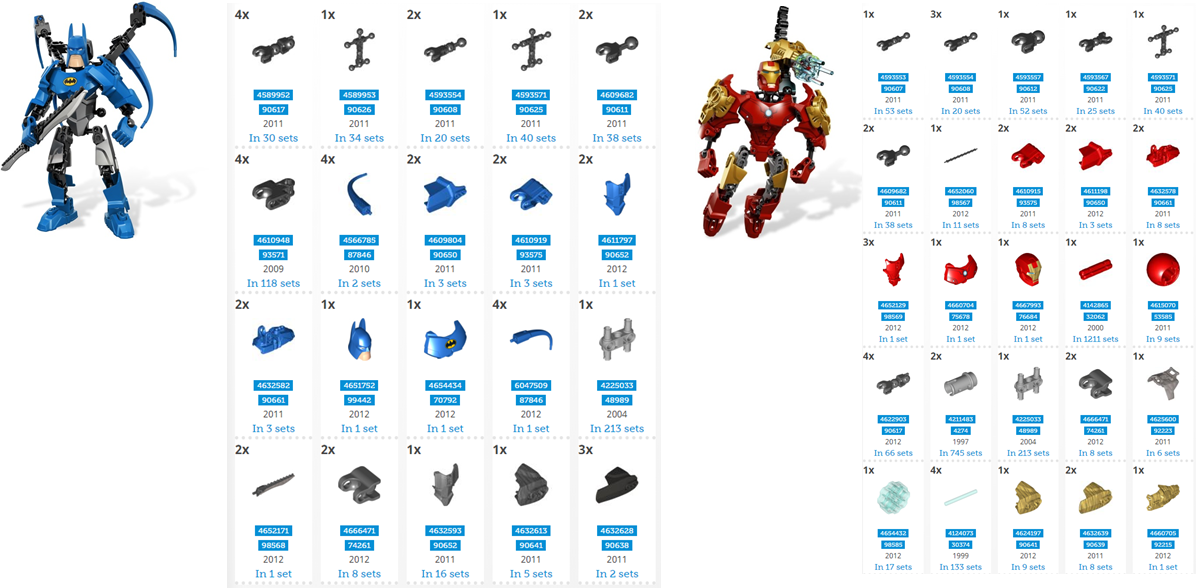 4x 1x 2x 1x 2x
4589952 4589953 4593554 4593571 4609682
90617 90626 90608 90625 90611
2011 2011 2011 2011 2011
In 30 sets In 34 sets In 20 sets In 40 sets In 38 sets
4x 4x 2x 2x 2x
4610948 4566785 4609804 4610919 4611797
93571 87846 90650 93575 90652
2009 2010 2011 2011 2012
In 118 sets In 2 sets In 3 sets In 3 sets In 1 set
2x 1x 1x 4x 1x
4632582 4651752 4654434 6047509 4225033
90661 99442 70792 87846 48989
2011 2012 2012 2012 2004
In 3 sets In 1 set In 1 set In 1 set In 213 sets
2x 2x 1x 1x 3x
4652171 4666471 4632593 4632613 4632628
98568 74261 90652 90641 90638
2012 2012 2011 2011 2011
In 1 set In 8 sets In 16 sets In 5 sets In 2 sets
1x 3x 1x 1x 1x
4593553 4593554 4593557 4593567 4593571
90607 90608 90612 90622 90625
2011 2011 2011 2011 2011
In 53 sets In 20 sets In 52 sets In 25 sets In 40 sets
2x 1x 2x 2x 2x
4609682 4652060 4610915 4611198 4632578
90611 98567 93575 90650 90661
2011 2012 2011 2011 2011
In 38 sets In 11 sets In 8 sets In 3 sets In 8 sets
3x 1x 1x 1x 1x
4652129 4660704 4667993 4142865 4615070
98569 75678 76684 32062 53585
2012 2012 2012 2000 2011
In 1 set In 1 set In 1 set In 1211 sets In 9 sets
4x 2x 1x 2x 1x
4622903 4211483 4225033 4666471 4625600
90617 4274 48989 74261 92223
2012 1997 2004 2012 2011
In 66 sets In 745 sets In 213 sets In 8 sets In 6 sets
1x 4x 1x 2x 1x
4654432 4124073 4624197 4632639 4660705
98585 30374 90641 90639 92215
2012 1999 2012 2011 2012
In 17 sets In 133 sets In 9 sets In 8 sets In 1 set